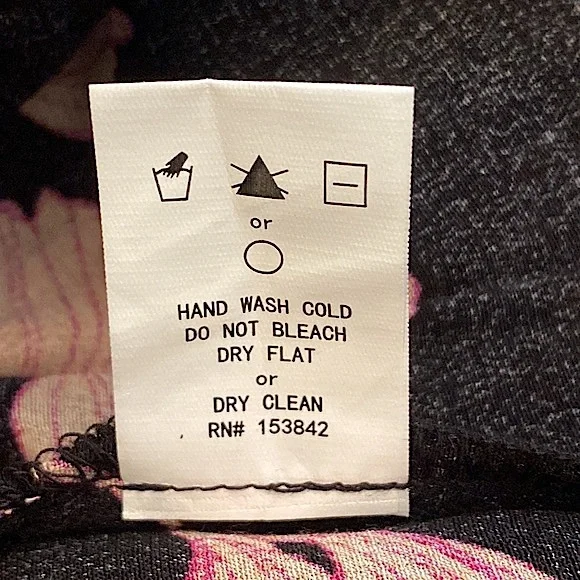 or
HAND WASH COLD
DO NOT BLEACH
DRY FLAT
or
DRY CLEAN
RN# 153842